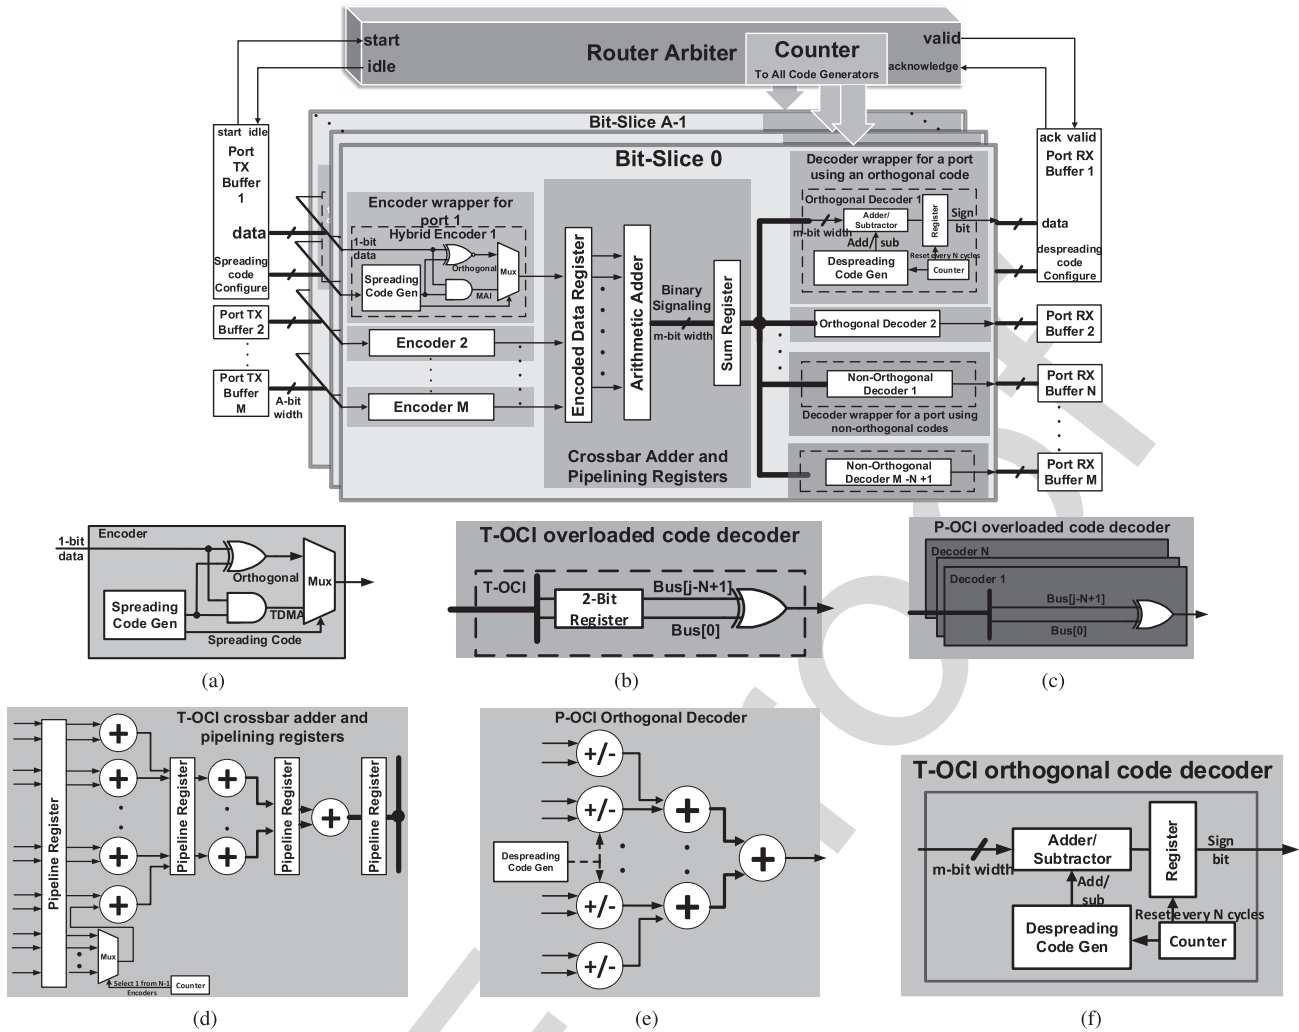 start
idle
Router Arbiter
Counter
To All Code Generators
valid
acknowledge
Bit-Slice A-1
Bit-Slice 0
start idle
Port
TX
Buffer
1
data
Spreading
code
Configure
Port TX
Buffer 2
Port TX
Buffer
M
A-bit
width
Encoder wrapper for
port 1
Hybrid Encoder 1
1-bit
data
Orthogonal
Spreading
Code Gen
MAI
Mux
Encoder 2
Encoder M
Encoded Data Register
Arithmetic Adder
Binary
Signaling
m-bit width
Sum Register
Crossbar Adder and
Pipelining Registers
Decoder wrapper for a port
using an orthogonal code
Orthogonal Decoder 1
m-bit width
Adder/
Subtractor
Register
Sign
bit
Add/ sub
Reset every N cycles
Despreading
Code Gen
Counter
Orthogonal Decoder 2
Non-Orthogonal
Decoder 1
Decoder wrapper for a port using
non-orthogonal codes
Non-Orthogonal
Decoder M -N +1
ack valid
Port RX
Buffer 1
data
despreading
code
Configure
Port RX
Buffer 2
Port RX
Buffer N
Port RX
Buffer M
Encoder
1-bit
data
Orthogonal
Mux
Spreading
Code Gen
TDMA
Spreading Code
(a)
T-OCI overloaded code decoder
T-OCI
2-Bit
Register
Bus[j-N+1]
Bus[0]
(b)
P-OCI overloaded code decoder
Decoder N
Decoder 1
Bus[j-N+1]
Bus[0]
(c)
T-OCI crossbar adder and
pipelining registers
Pipeline Register
Pipeline Register
Pipeline Register
Pipeline Register
Mux
Select 1 from N-1
Encoders
Counter
(d)
P-OCI Orthogonal Decoder
+/-
+/-
Despreading
Code Gen
+/-
+/-
(e)
T-OCI orthogonal code decoder
m-bit width
Adder/
Subtractor
Register
Sign
bit
Add/
sub
Reset every N cycles
Despreading
Code Gen
Counter
(f)